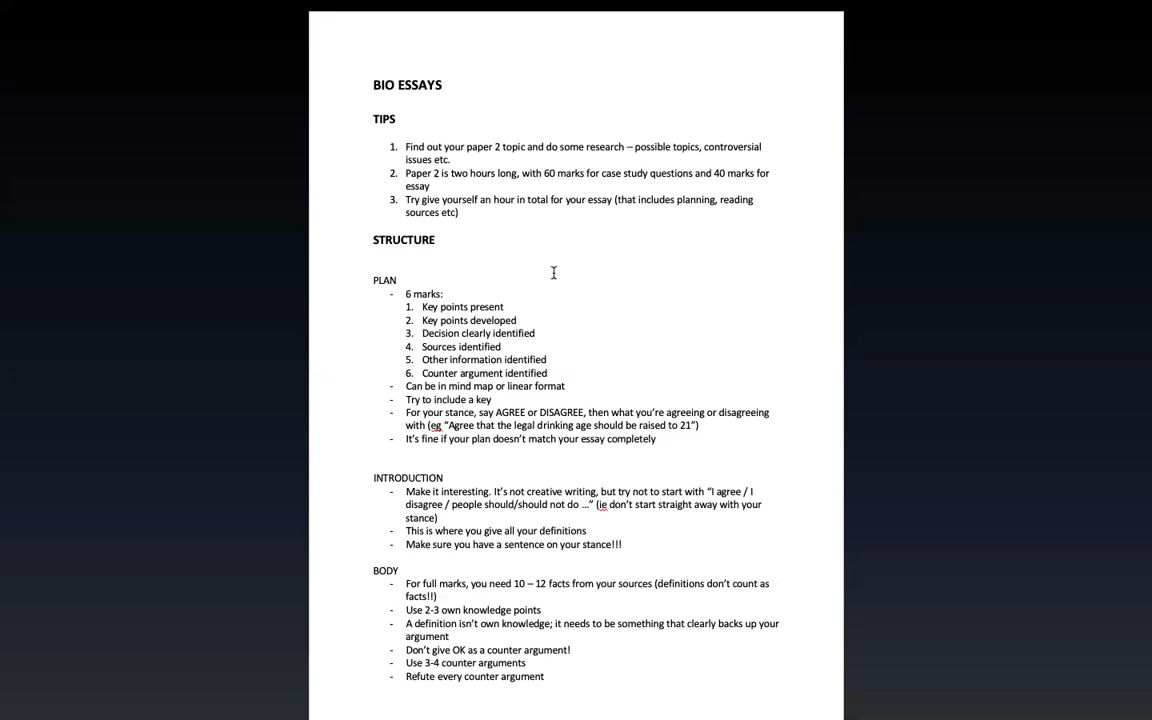 BIO ESSAYS
TIPS
1. Find out your paper 2 topic and do some research – possible topics, controversial
issues etc.
2. Paper 2 is two hours long, with 60 marks for case study questions and 40 marks for
essay
3. Try give yourself an hour in total for your essay (that includes planning, reading
sources etc)
STRUCTURE
PLAN
- 6 marks:
1. Key points present
2. Key points developed
3. Decision clearly identified
4. Sources identified
5. Other information identified
6. Counter argument identified
- Can be in mind map or linear format
- Try to include a key
- For your stance, say AGREE or DISAGREE, then what you’re agreeing or disagreeing
with (eg “Agree that the legal drinking age should be raised to 21”)
- It’s fine if your plan doesn’t match your essay completely
INTRODUCTION
- Make it interesting. It’s not creative writing, but try not to start with “I agree / I
disagree / people should/should not do …” (ie don’t start straight away with your
stance)
- This is where you give all your definitions
- Make sure you have a sentence on your stance!!!
BODY
- For full marks, you need 10 – 12 facts from your sources (definitions don’t count as
facts!!)
- Use 2-3 own knowledge points
- A definition isn’t own knowledge; it needs to be something that clearly backs up your
argument
- Don’t give OK as a counter argument!
- Use 3-4 counter arguments
- Refute every counter argument